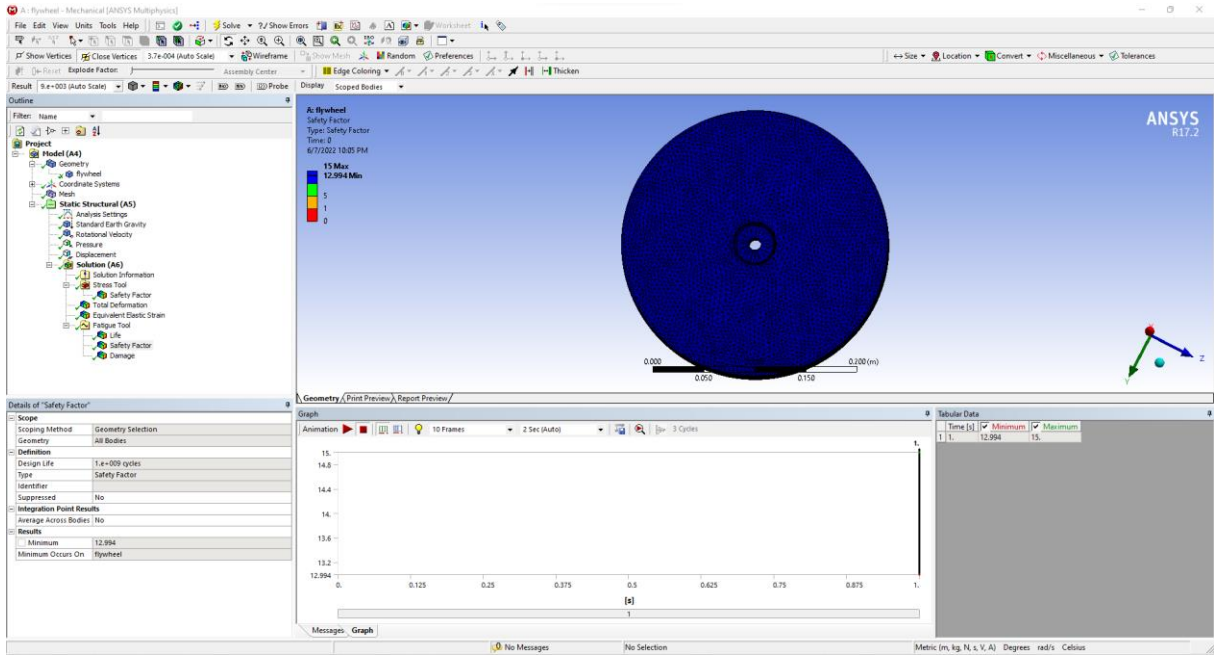 A : flywheel - Mechanical [ANSYS Multiphysics]
File Edit View Units Tools Help Solve ?/ Show Errors Worksheet
Show Vertices Close Vertices 3.7e-004 (Auto Scale) Wireframe Show Mesh Random Preferences Size Location Convert Miscellaneous Tolerances
Reset Explode Factor: Assembly Center Edge Coloring Thicken
Result 9.e+003 (Auto Scale) Probe Display Scoped Bodies
Outline
Filter: Name
Project
Model (A4)
Geometry
flywheel
Coordinate Systems
Mesh
Static Structural (A5)
Analysis Settings
Standard Earth Gravity
Rotational Velocity
Pressure
Displacement
Solution (A6)
Solution Information
Stress Tool
Safety Factor
Total Deformation
Equivalent Elastic Strain
Fatigue Tool
Life
Safety Factor
Damage
A: flywheel
Safety Factor
Type: Safety Factor
Time: 0
6/7/2022 10:05 PM
15 Max
12.994 Min
5
1
0
ANSYS
R17.2
0.000 0.200 (m)
0.050 0.150
Y
Z
Geometry Print Preview Report Preview
Details of "Safety Factor"
Scope
Scoping Method Geometry Selection
Geometry All Bodies
Definition
Design Life 1.e+009 cycles
Type Safety Factor
Identifier
Suppressed No
Integration Point Results
Average Across Bodies No
Results
Minimum 12.994
Minimum Occurs On flywheel
Graph
Animation 10 Frames 2 Sec (Auto) 3 Cycles
1.
15.
14.8
14.4
14.
13.6
13.2
12.994
0. 0.125 0.25 0.375 0.5 0.625 0.75 0.875 1.
[s]
1
Messages Graph
Tabular Data
Time [s] Minimum Maximum
1 1. 12.994 15.
No Messages No Selection Metric (m, kg, N, s, V, A) Degrees rad/s Celsius